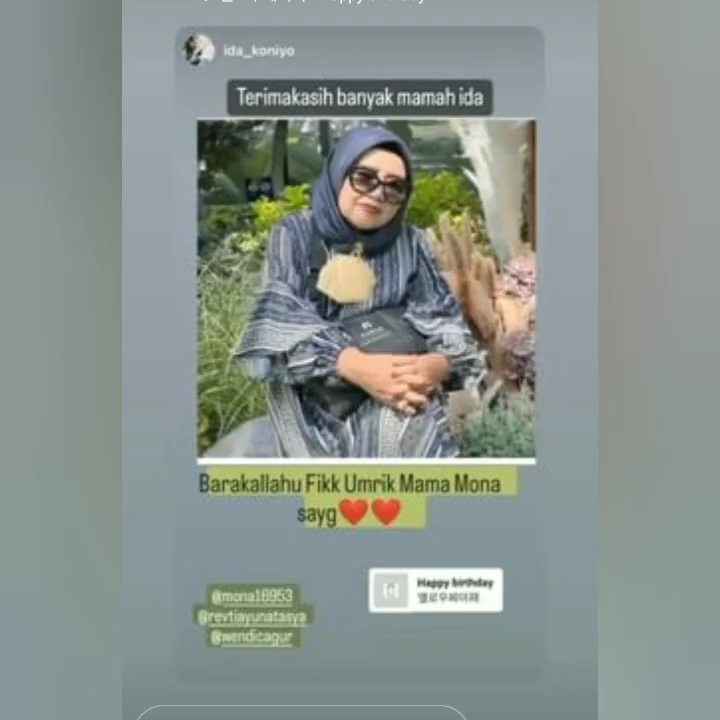 ida_koniyo
Terimakasih banyak mamah ida
Barakallahu Fikk Umrik Mama Mona
sayg❤️❤️
Happy birthday
옐로우페이퍼
@mona16953
@revtiayunatasya
@wendicagur